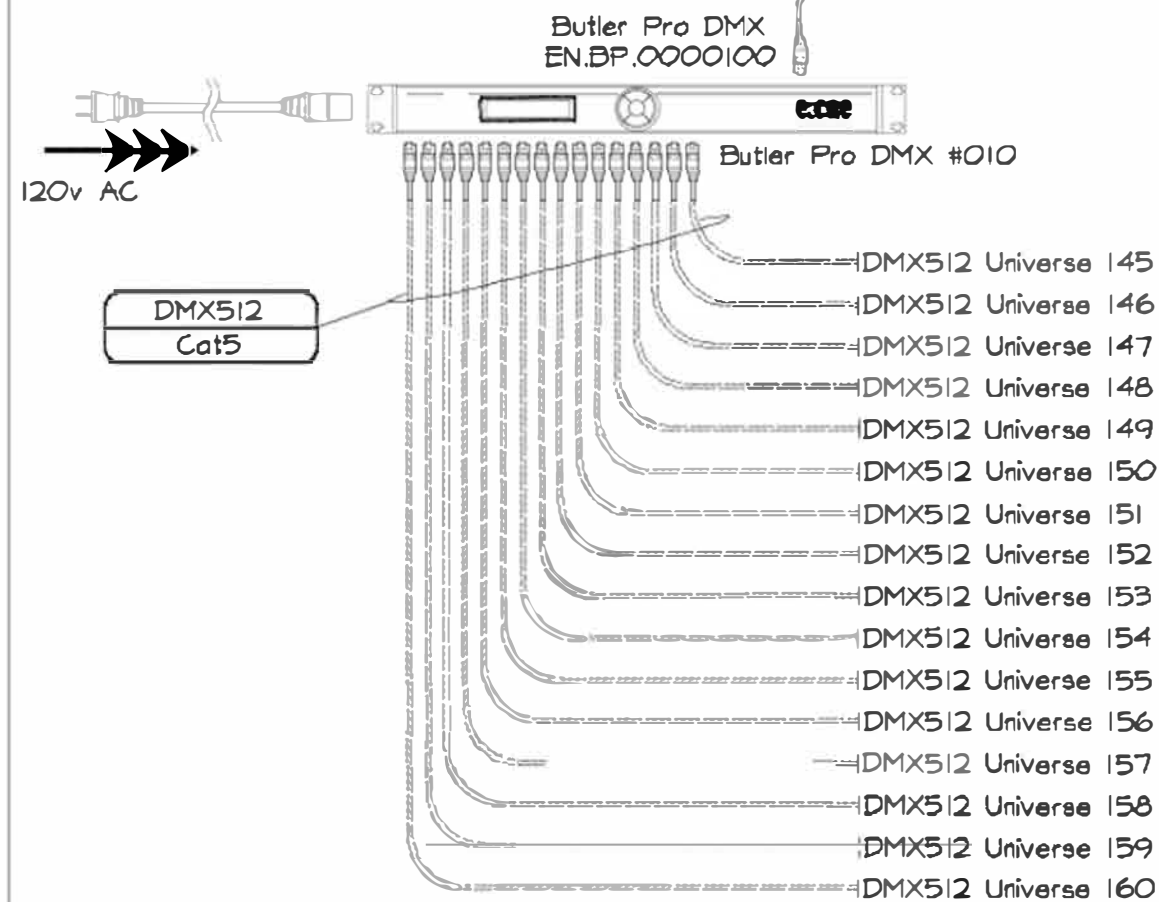 Butler Pro DMX
EN.BP.0000100
Butler Pro DMX #010
120v AC
DMX512
Cat5
DMX512 Universe 145
DMX512 Universe 146
DMX512 Universe 147
DMX512 Universe 148
DMX512 Universe 149
DMX512 Universe 150
DMX512 Universe 151
DMX512 Universe 152
DMX512 Universe 153
DMX512 Universe 154
DMX512 Universe 155
DMX512 Universe 156
DMX512 Universe 157
DMX512 Universe 158
DMX512 Universe 159
DMX512 Universe 160